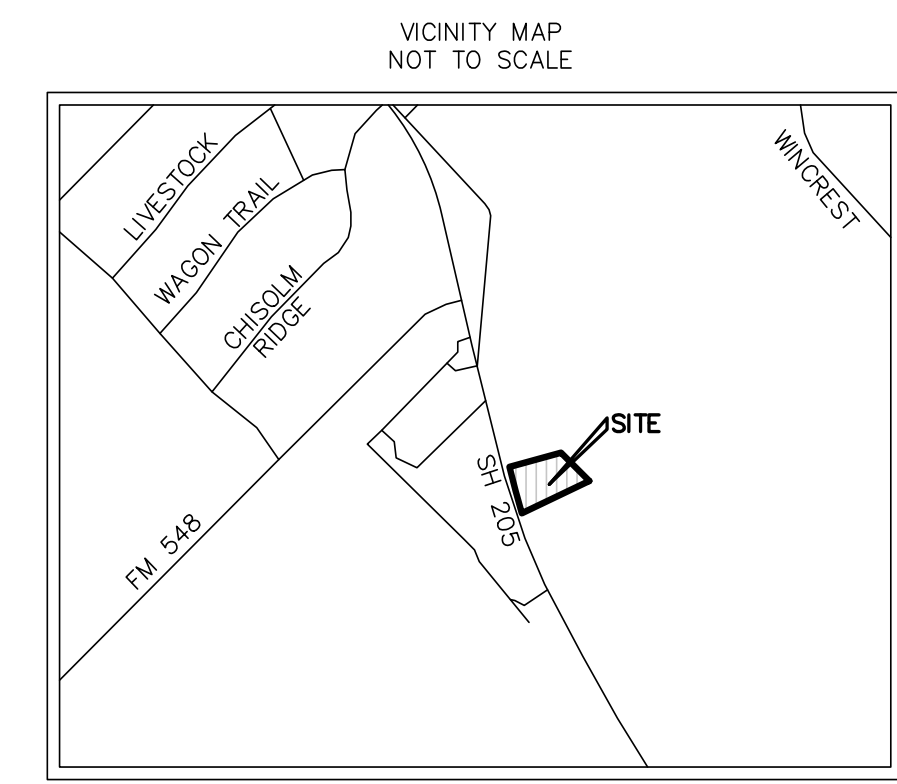 VICINITY MAP
NOT TO SCALE
LIVESTOCK
WAGON TRAIL
CHISOLM
RIDGE
WINCREST
SITE
SH 205
FM 548